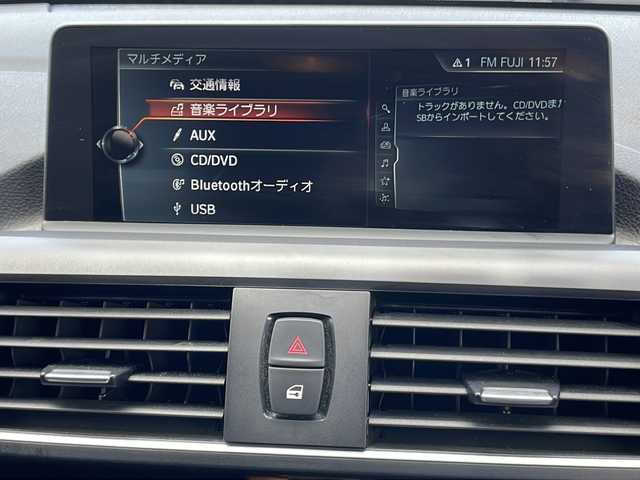 マルチメディア
1 FM FUJI 11:57
交通情報
音楽ライブラリ
AUX
CD/DVD
Bluetoothオーディオ
USB
音楽ライブラリ
トラックがありません。CD/DVDまた
SBからインポートしてください。